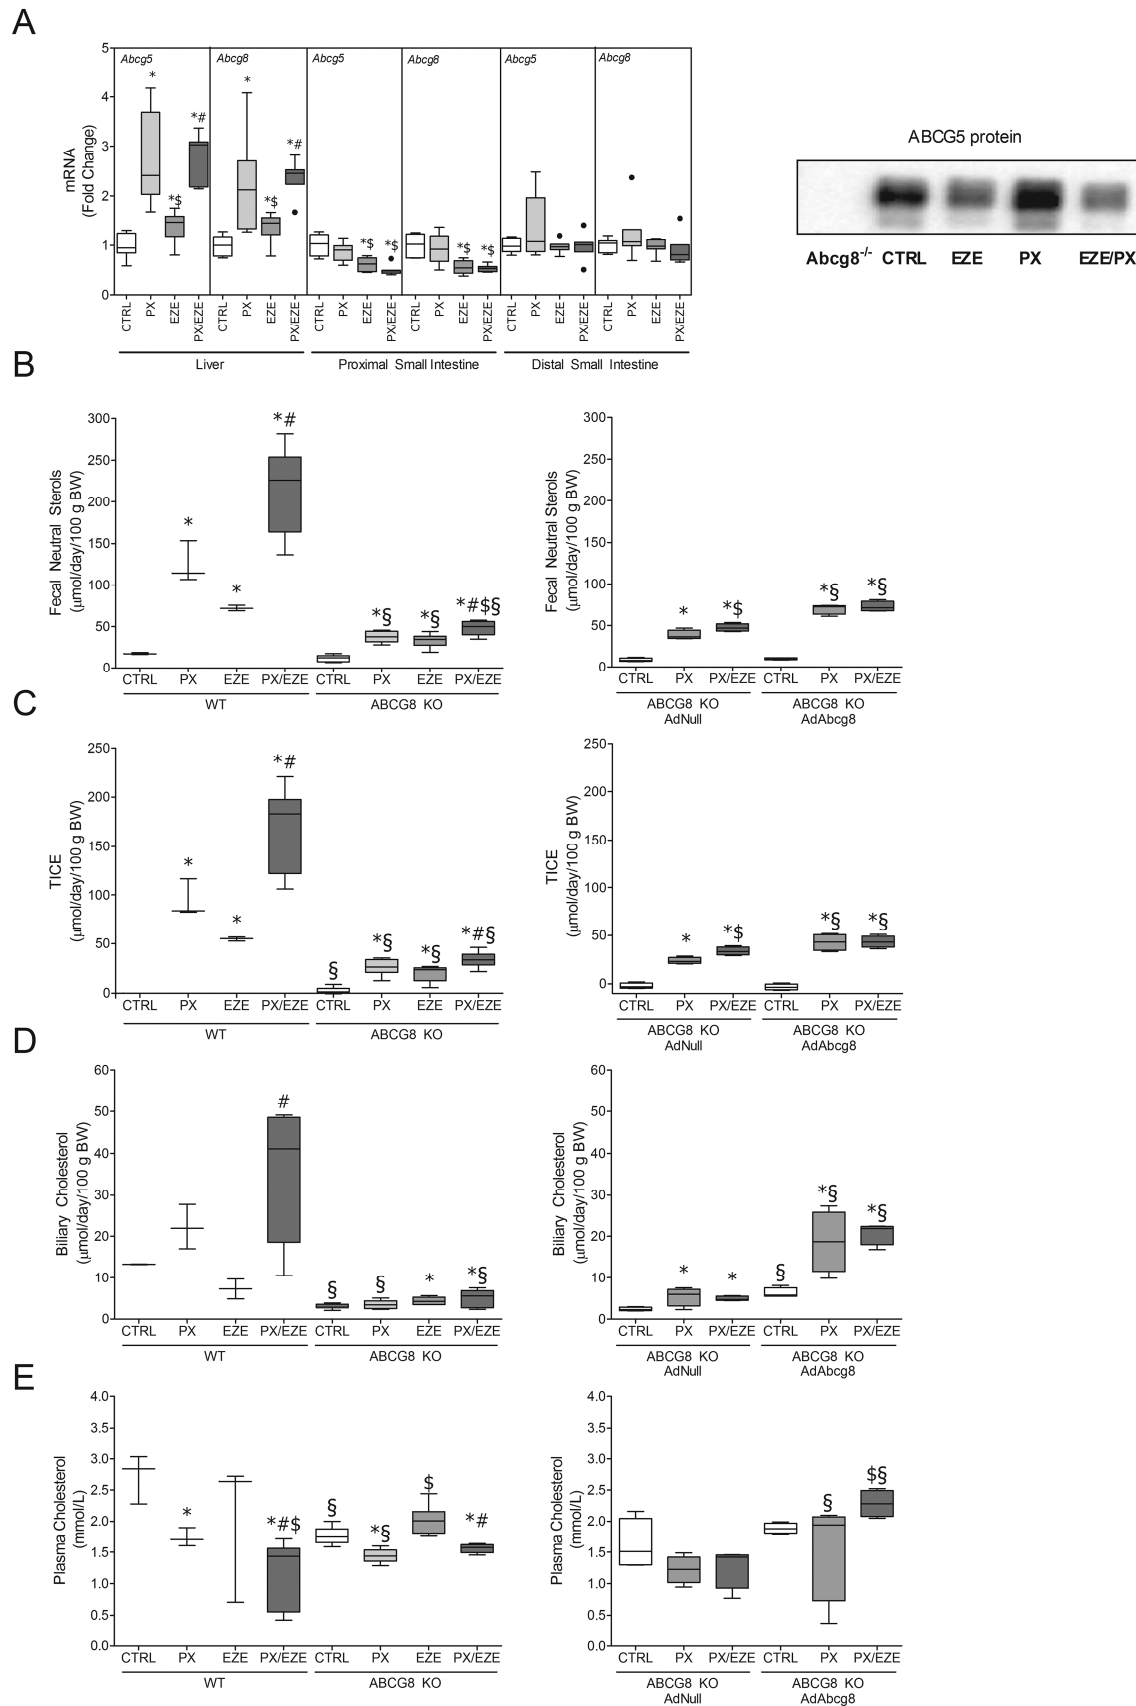 A
5
4
3
2
1
0
mRNA
(Fold Change)
Abcg5 Abcg8 Abcg5 Abcg8 Abcg5 Abcg8
* * *# *$ *# *$ *$ *$ *$ *$
CTRL PX EZE PX/EZE CTRL PX EZE PX/EZE CTRL PX EZE PX/EZE CTRL PX EZE PX/EZE CTRL PX EZE PX/EZE CTRL PX EZE PX/EZE
Liver Proximal Small Intestine Distal Small Intestine
ABCG5 protein
Abcg8-/- CTRL EZE PX EZE/PX
B
300
250
200
150
100
50
0
Fecal Neutral Sterols
(µmol/day/100 g BW)
* * *# *§ *§ *#$§
CTRL PX EZE PX/EZE CTRL PX EZE PX/EZE
WT ABCG8 KO
300
250
200
150
100
50
0
Fecal Neutral Sterols
(µmol/day/100 g BW)
* *$ *§ *§
CTRL PX PX/EZE CTRL PX PX/EZE
ABCG8 KO ABCG8 KO
AdNull AdAbcg8
C
250
200
150
100
50
0
TICE
(µmol/day/100 g BW)
* * *# § *§ *§ *#§
CTRL PX EZE PX/EZE CTRL PX EZE PX/EZE
WT ABCG8 KO
250
200
150
100
50
0
TICE
(µmol/day/100 g BW)
* *$ *§ *§
CTRL PX PX/EZE CTRL PX PX/EZE
ABCG8 KO ABCG8 KO
AdNull AdAbcg8
D
60
50
40
30
20
10
0
Biliary Cholesterol
(µmol/day/100 g BW)
# § § * *§
CTRL PX EZE PX/EZE CTRL PX EZE PX/EZE
WT ABCG8 KO
60
50
40
30
20
10
0
Biliary Cholesterol
(µmol/day/100 g BW)
* * § *§ *§
CTRL PX PX/EZE CTRL PX PX/EZE
ABCG8 KO ABCG8 KO
AdNull AdAbcg8
E
4.0
3.5
3.0
2.5
2.0
1.5
1.0
0.5
0.0
Plasma Cholesterol
(mmol/L)
* *#$ § *§ $ *#
CTRL PX EZE PX/EZE CTRL PX EZE PX/EZE
WT ABCG8 KO
4.0
3.5
3.0
2.5
2.0
1.5
1.0
0.5
0.0
Plasma Cholesterol
(mmol/L)
§ $§
CTRL PX PX/EZE CTRL PX PX/EZE
ABCG8 KO ABCG8 KO
AdNull AdAbcg8